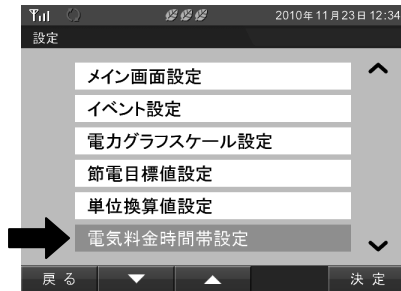 2010年11月23日 12:34
設定
メイン画面設定
イベント設定
電力グラフスケール設定
節電目標値設定
単位換算値設定
電気料金時間帯設定
戻る
決定